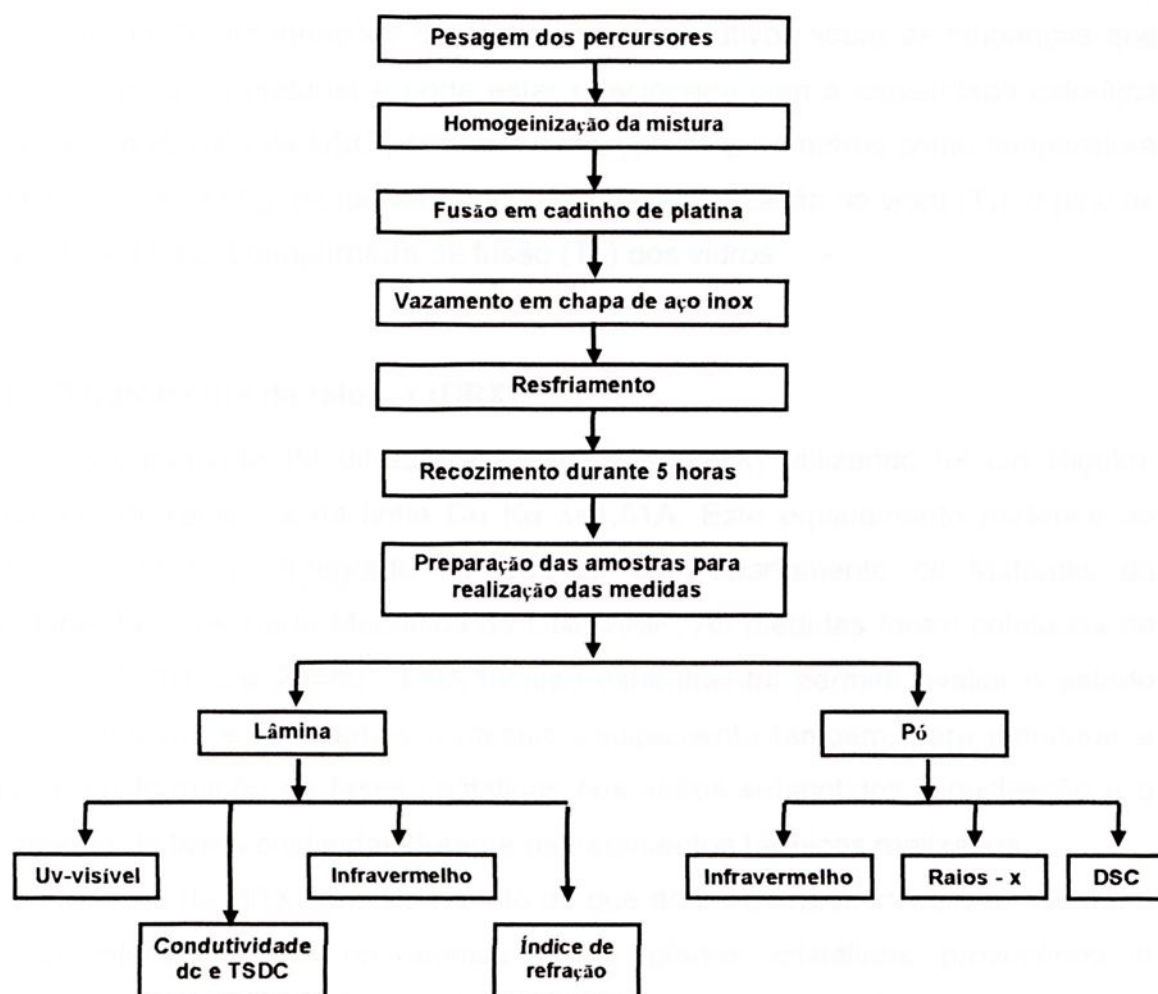 Pesagem dos percursores
Homogeinização da mistura
Fusão em cadinho de platina
Vazamento em chapa de aço inox
Resfriamento
Recozimento durante 5 horas
Preparação das amostras para
realização das medidas
Lâmina
Pó
Uv-visível
Infravermelho
Infravermelho
Raios - x
DSC
Condutividade
dc e TSDC
Índice de
refração